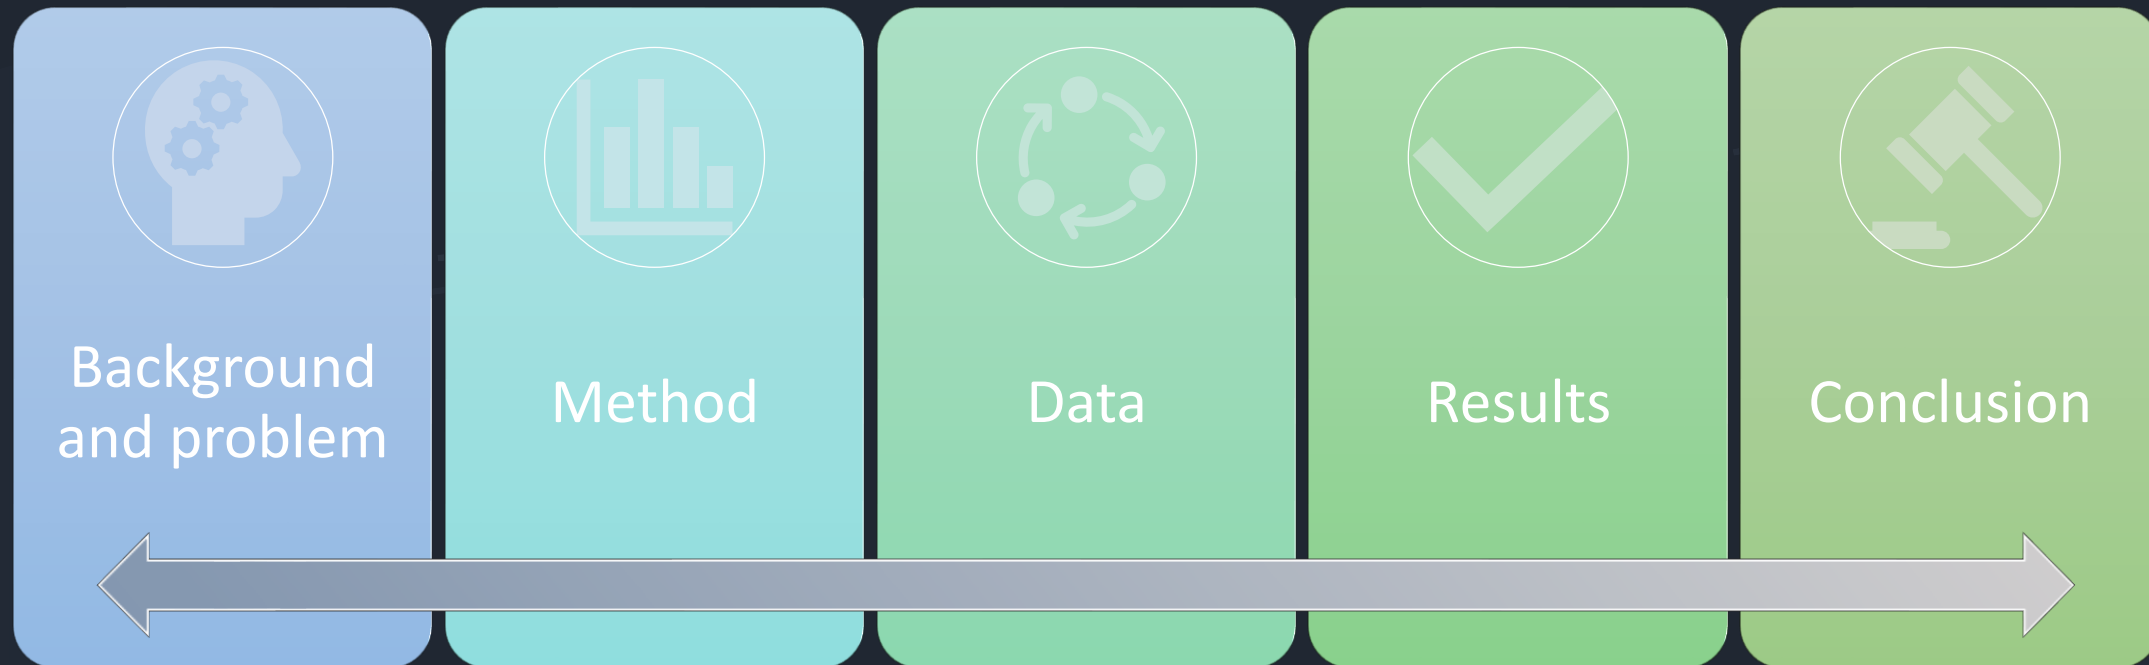 Background
and problem
Method
Data
Results
Conclusion